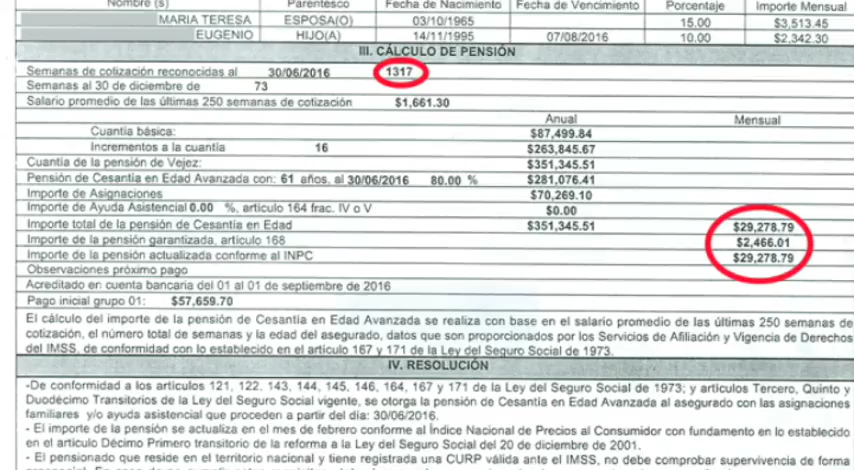 Nombre (s) Parentesco Fecha de Nacimiento Fecha de Vencimiento Porcentaje Importe Mensual
MARIA TERESA ESPOSA(O) 03/10/1965 15.00 $3,513.45
EUGENIO HIJO(A) 14/11/1995 07/08/2016 10.00 $2,342.30
III. CÁLCULO DE PENSIÓN
Semanas de cotización reconocidas al 30/06/2016 1317
Semanas al 30 de diciembre de 73
Salario promedio de las últimas 250 semanas de cotización $1,661.30
Anual Mensual
Cuantía básica: $87,499.84
Incrementos a la cuantía 16 $263,845.67
Cuantía de la pensión de Vejez: $351,345.51
Pensión de Cesantía en Edad Avanzada con: 61 años, al 30/06/2016 80.00 % $281,076.41
Importe de Asignaciones $70,269.10
Importe de Ayuda Asistencial 0.00 %, artículo 164 frac. IV o V $0.00
Importe total de la pensión de Cesantía en Edad $351,345.51 $29,278.79
Importe de la pensión garantizada, artículo 168 $2,466.01
Importe de la pensión actualizada conforme al INPC $29,278.79
Observaciones próximo pago
Acreditado en cuenta bancaria del 01 al 01 de septiembre de 2016
Pago inicial grupo 01: $57,659.70
El cálculo del importe de la pensión de Cesantía en Edad Avanzada se realiza con base en el salario promedio de las últimas 250 semanas de
cotización, el número total de semanas y la edad del asegurado, datos que son proporcionados por los Servicios de Afiliación y Vigencia de Derechos
del IMSS, de conformidad con lo establecido en el artículo 167 y 171 de la Ley del Seguro Social de 1973.
IV. RESOLUCIÓN
-De conformidad a los artículos 121, 122, 143, 144, 145, 146, 164, 167 y 171 de la Ley del Seguro Social de 1973; y artículos Tercero, Quinto y
Duodécimo Transitorios de la Ley del Seguro Social vigente, se otorga la pensión de Cesantía en Edad Avanzada al asegurado con las asignaciones
familiares y/o ayuda asistencial que proceden a partir del día: 30/06/2016.
- El importe de la pensión se actualiza en el mes de febrero conforme al Índice Nacional de Precios al Consumidor con fundamento en lo establecido
en el artículo Décimo Primero transitorio de la reforma a la Ley del Seguro Social del 20 de diciembre de 2001.
- El pensionado que reside en el territorio nacional y tiene registrada una CURP válida ante el IMSS, no debe comprobar supervivencia de forma